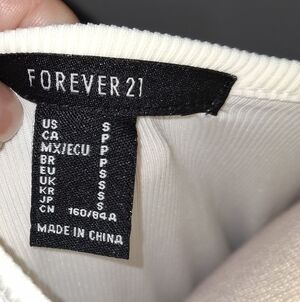 FOREVER 21
US S
CA P
MX/ECU P
BR P
EU S
UK S
KR S
JP S
CN 160/84A
MADE IN CHINA